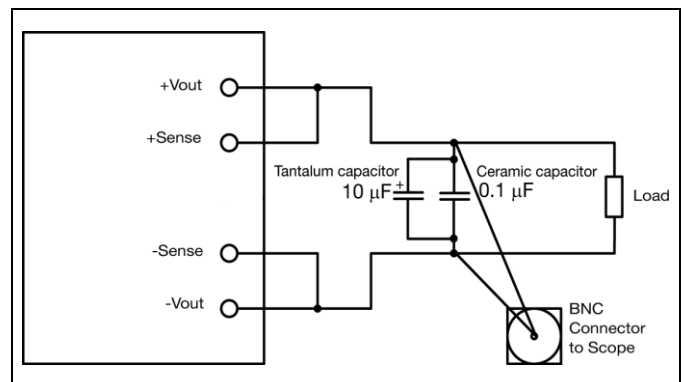 +Vout
+Sense
Tantalum capacitor
10 μF
+
Ceramic capacitor
0.1 μF
Load
-Sense
-Vout
BNC
Connector
to Scope